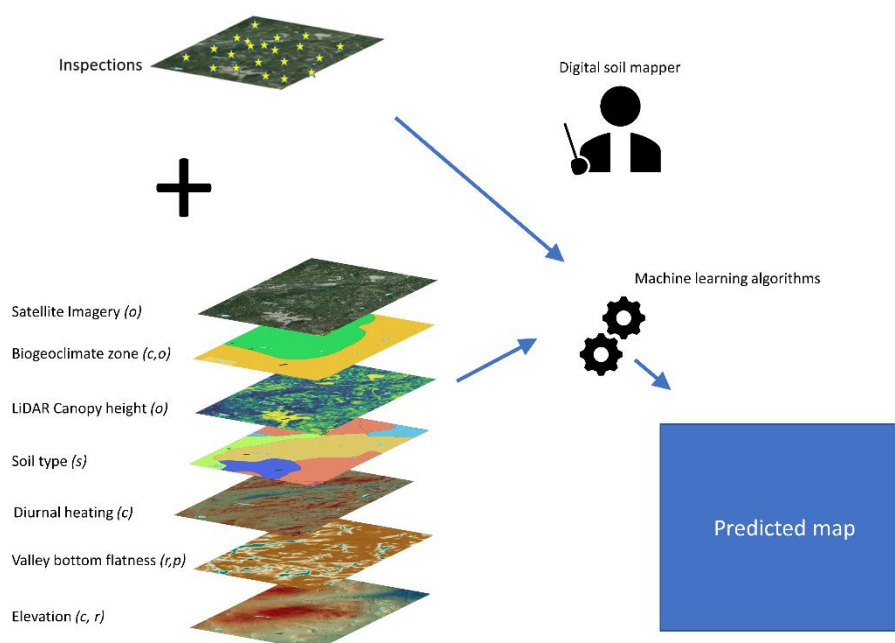 Inspections
Digital soil mapper
Machine learning algorithms
Satellite Imagery (o)
Biogeoclimate zone (c,o)
LiDAR Canopy height (o)
Soil type (s)
Diurnal heating (c)
Valley bottom flatness (r,p)
Elevation (c, r)
Predicted map